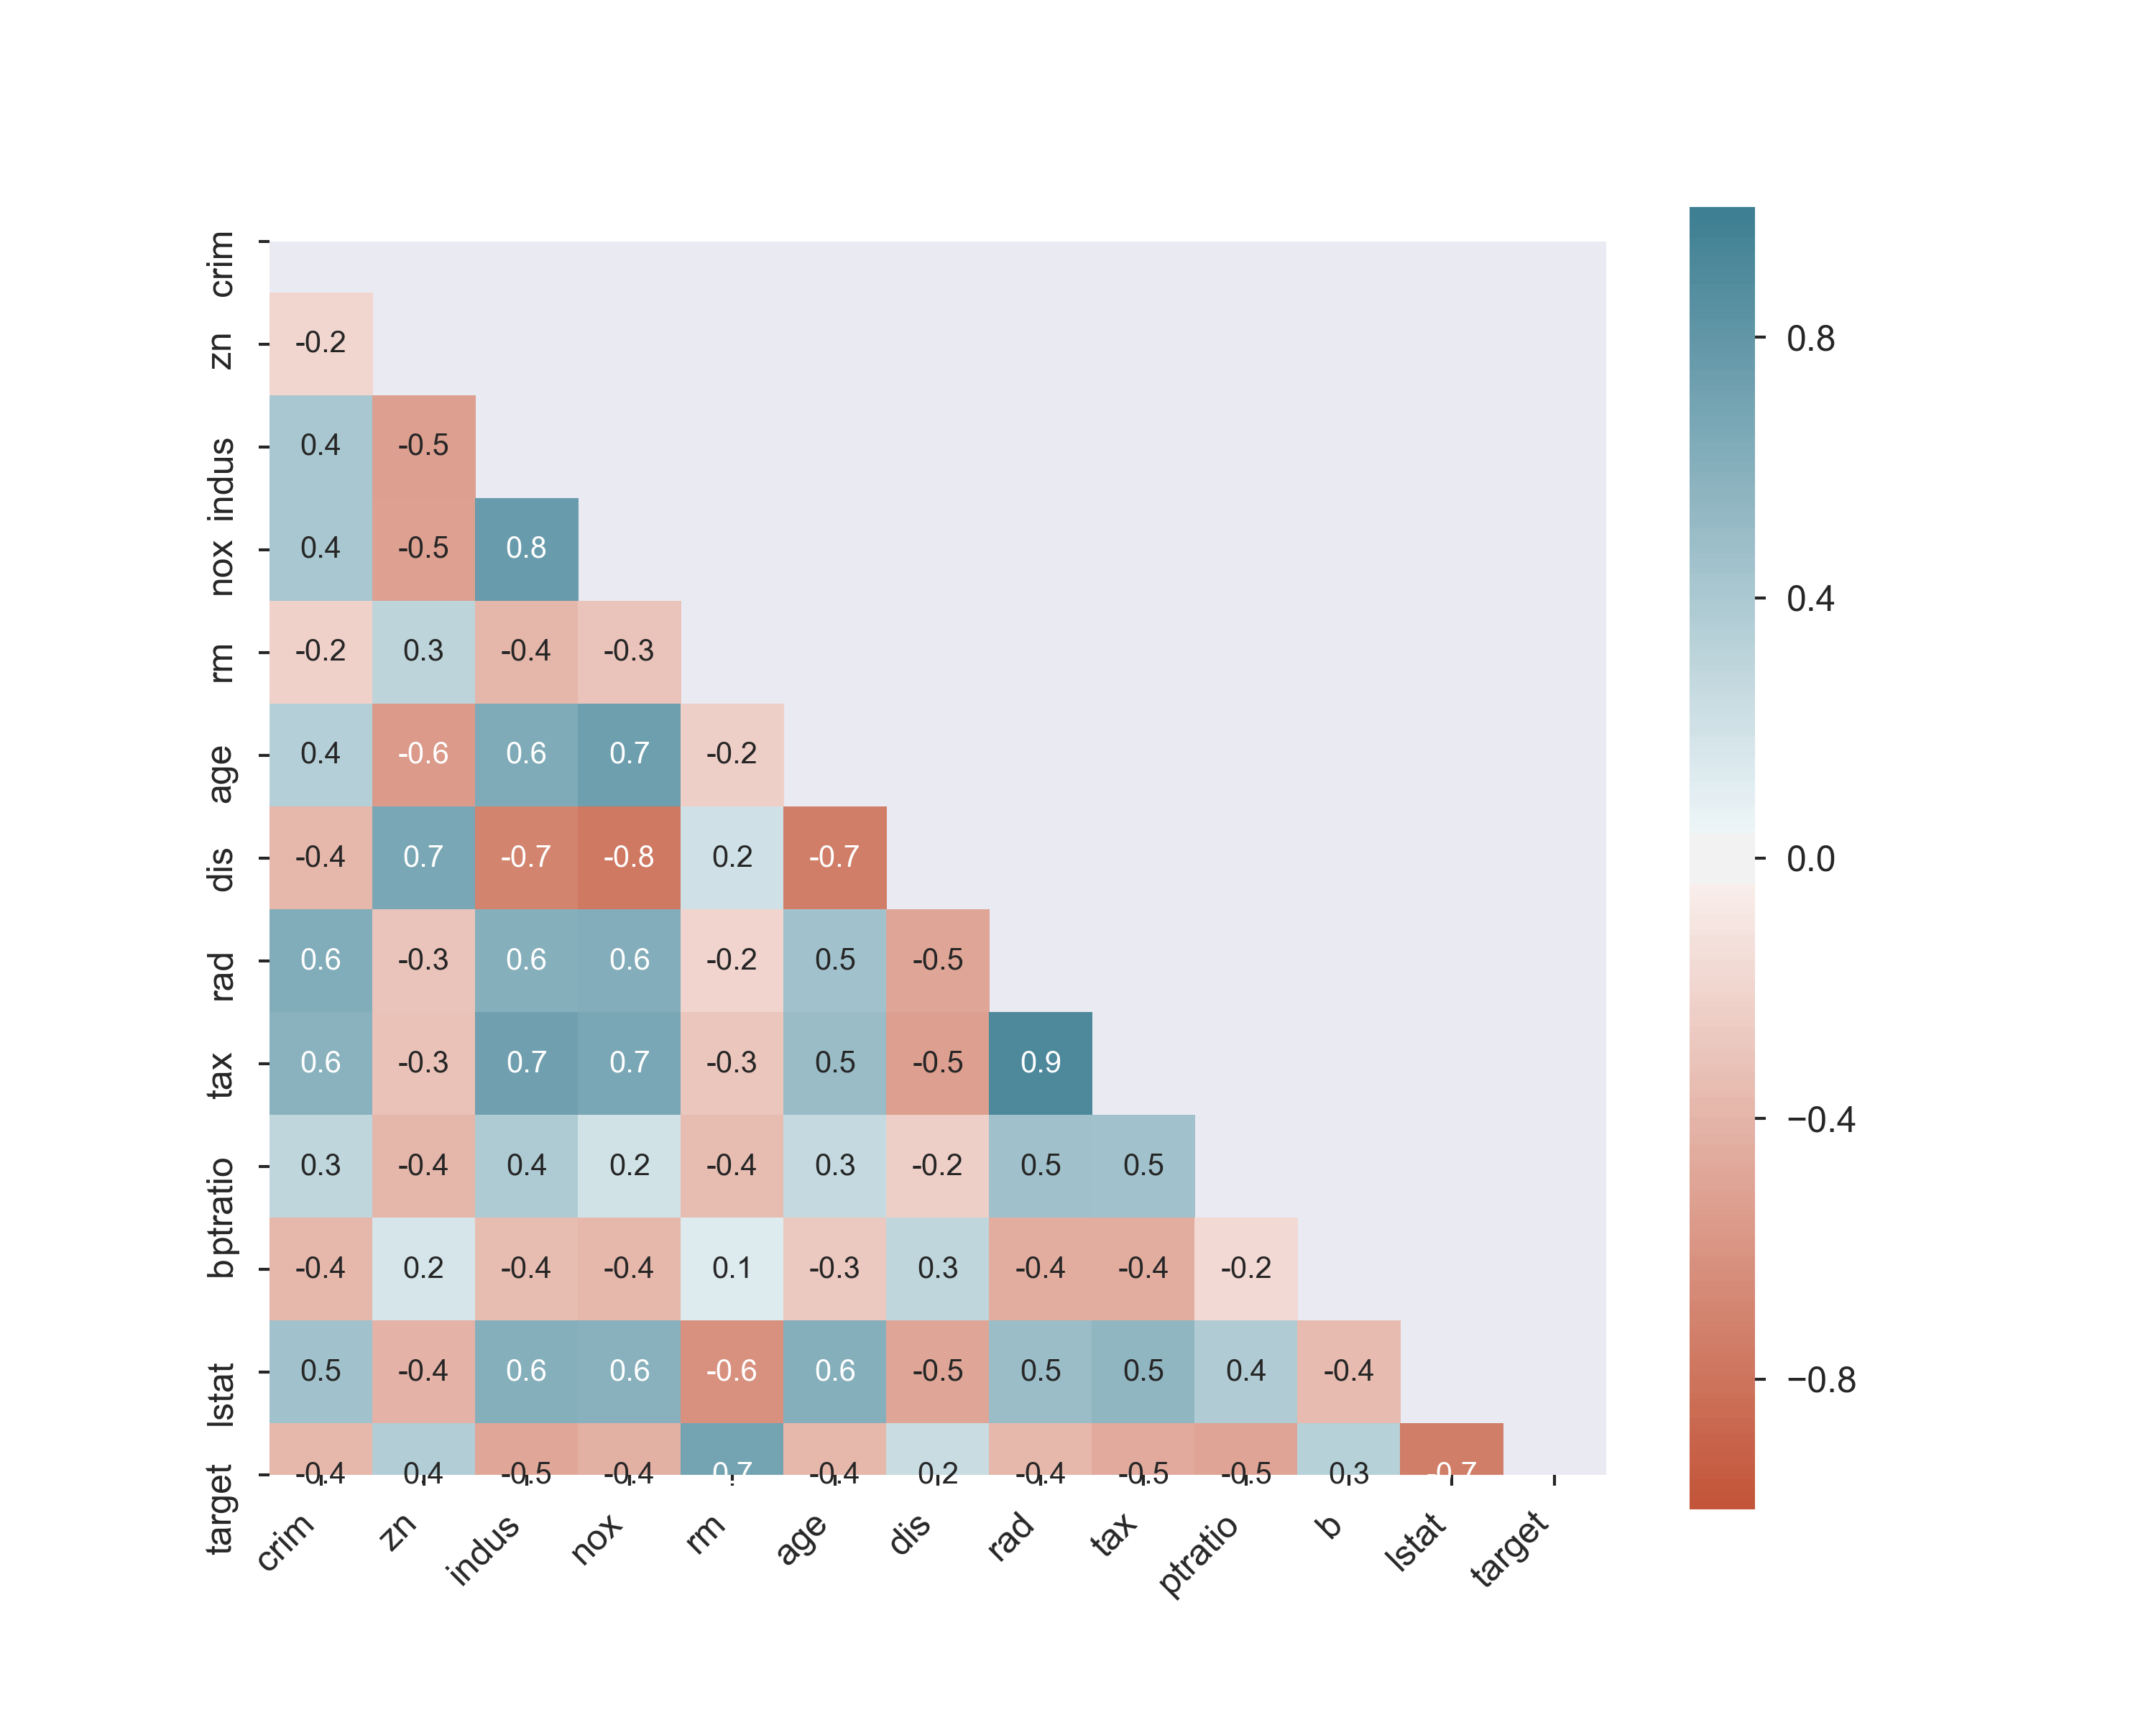 crim
zn -0.2
indus 0.4 -0.5
nox 0.4 -0.5 0.8
rm -0.2 0.3 -0.4 -0.3
age 0.4 -0.6 0.6 0.7 -0.2
dis -0.4 0.7 -0.7 -0.8 0.2 -0.7
rad 0.6 -0.3 0.6 0.6 -0.2 0.5 -0.5
tax 0.6 -0.3 0.7 0.7 -0.3 0.5 -0.5 0.9
ptratio 0.3 -0.4 0.4 0.2 -0.4 0.3 -0.2 0.5 0.5
b -0.4 0.2 -0.4 -0.4 0.1 -0.3 0.3 -0.4 -0.4 -0.2
lstat 0.5 -0.4 0.6 0.6 -0.6 0.6 -0.5 0.5 0.5 0.4 -0.4
target -0.4 0.4 -0.5 -0.4 0.7 -0.4 0.2 -0.4 -0.5 -0.5 0.3 -0.7
crim zn indus nox rm age dis rad tax ptratio b lstat target
0.8
0.4
0.0
−0.4
−0.8